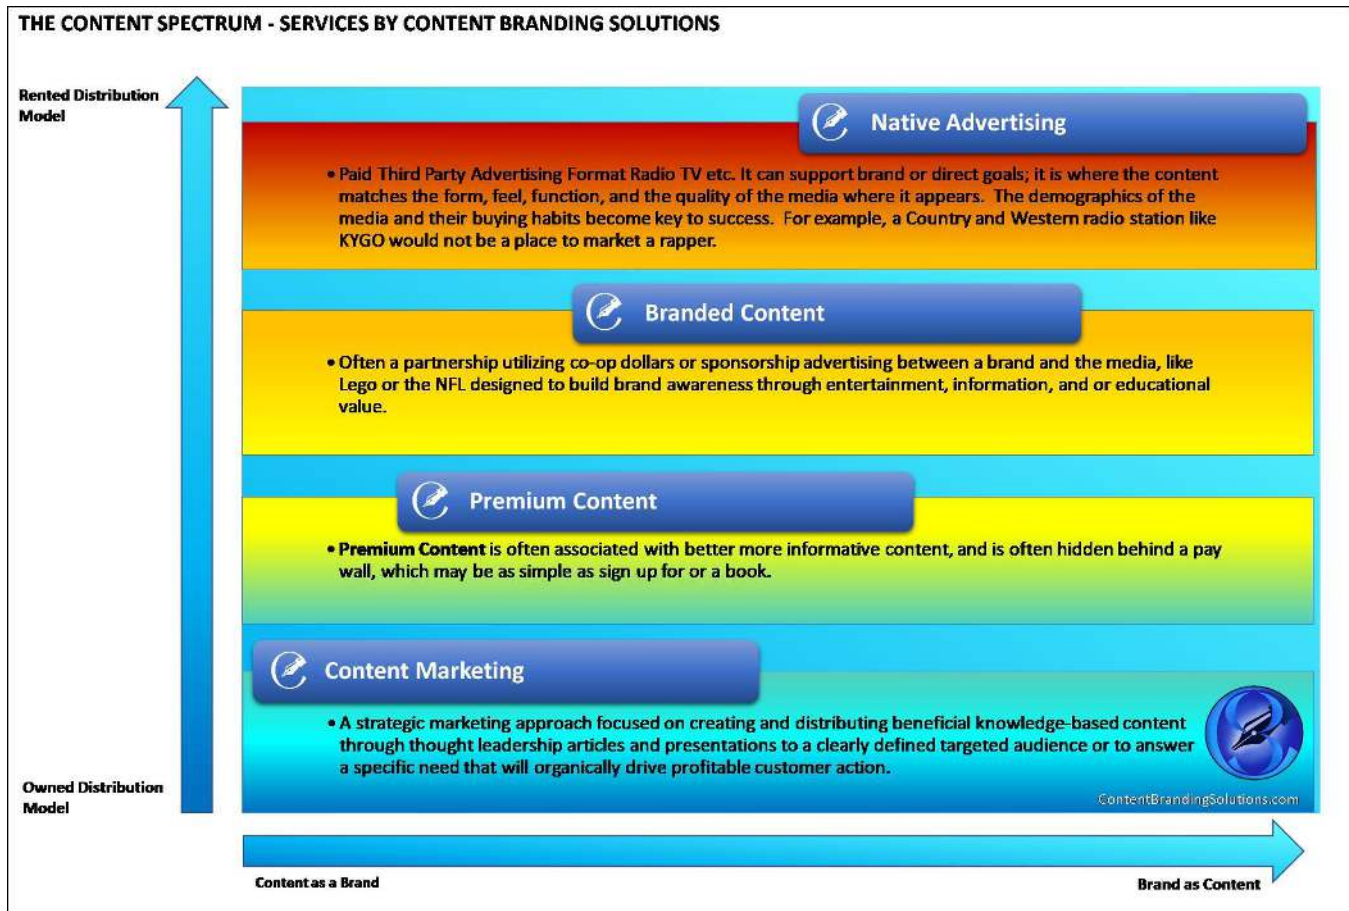 THE CONTENT SPECTRUM - SERVICES BY CONTENT BRANDING SOLUTIONS
Rented Distribution
Model
Native Advertising
• Paid Third Party Advertising Format Radio TV etc. It can support brand or direct goals; it is where the content
matches the form, feel, function, and the quality of the media where it appears. The demographics of the
media and their buying habits become key to success. For example, a Country and Western radio station like
KYGO would not be a place to market a rapper.
Branded Content
• Often a partnership utilizing co-op dollars or sponsorship advertising between a brand and the media, like
Lego or the NFL designed to build brand awareness through entertainment, information, and or educational
value.
Premium Content
• Premium Content is often associated with better more informative content, and is often hidden behind a pay
wall, which may be as simple as sign up for or a book.
Content Marketing
• A strategic marketing approach focused on creating and distributing beneficial knowledge-based content
through thought leadership articles and presentations to a clearly defined targeted audience or to answer
a specific need that will organically drive profitable customer action.
Owned Distribution
Model
ContentBrandingSolutions.com
Content as a Brand
Brand as Content